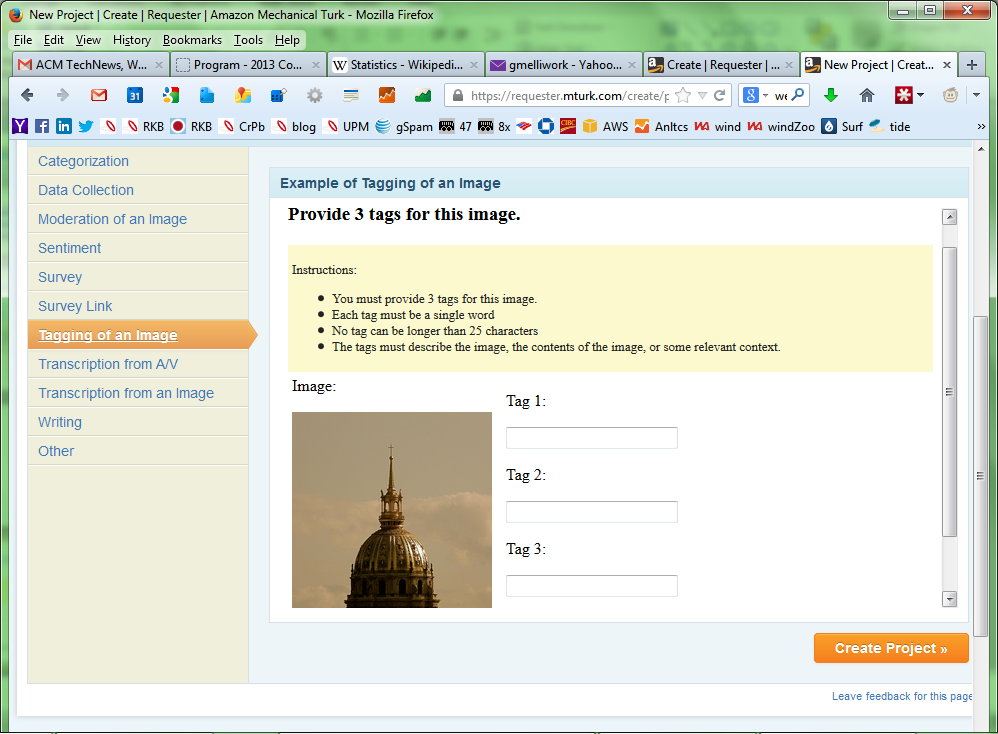 New Project | Create | Requester | Amazon Mechanical Turk - Mozilla Firefox
File Edit View History Bookmarks Tools Help
ACM TechNews, W... × Program - 2013 Co... × Statistics - Wikipedi... × gmelliwork - Yahoo... × Create | Requester | ... × New Project | Creat... × +
31 https://requester.mturk.com/create/p 8 we
RKB RKB CrPb blog UPM gSpam 47 8x CIBC AWS Anltcs wind windZoo Surf tide »
Categorization
Data Collection
Moderation of an Image
Sentiment
Survey
Survey Link
Tagging of an Image
Transcription from A/V
Transcription from an Image
Writing
Other
Example of Tagging of an Image
Provide 3 tags for this image.
Instructions:
• You must provide 3 tags for this image.
• Each tag must be a single word
• No tag can be longer than 25 characters
• The tags must describe the image, the contents of the image, or some relevant context.
Image:
Tag 1:
Tag 2:
Tag 3:
Create Project »
Leave feedback for this page